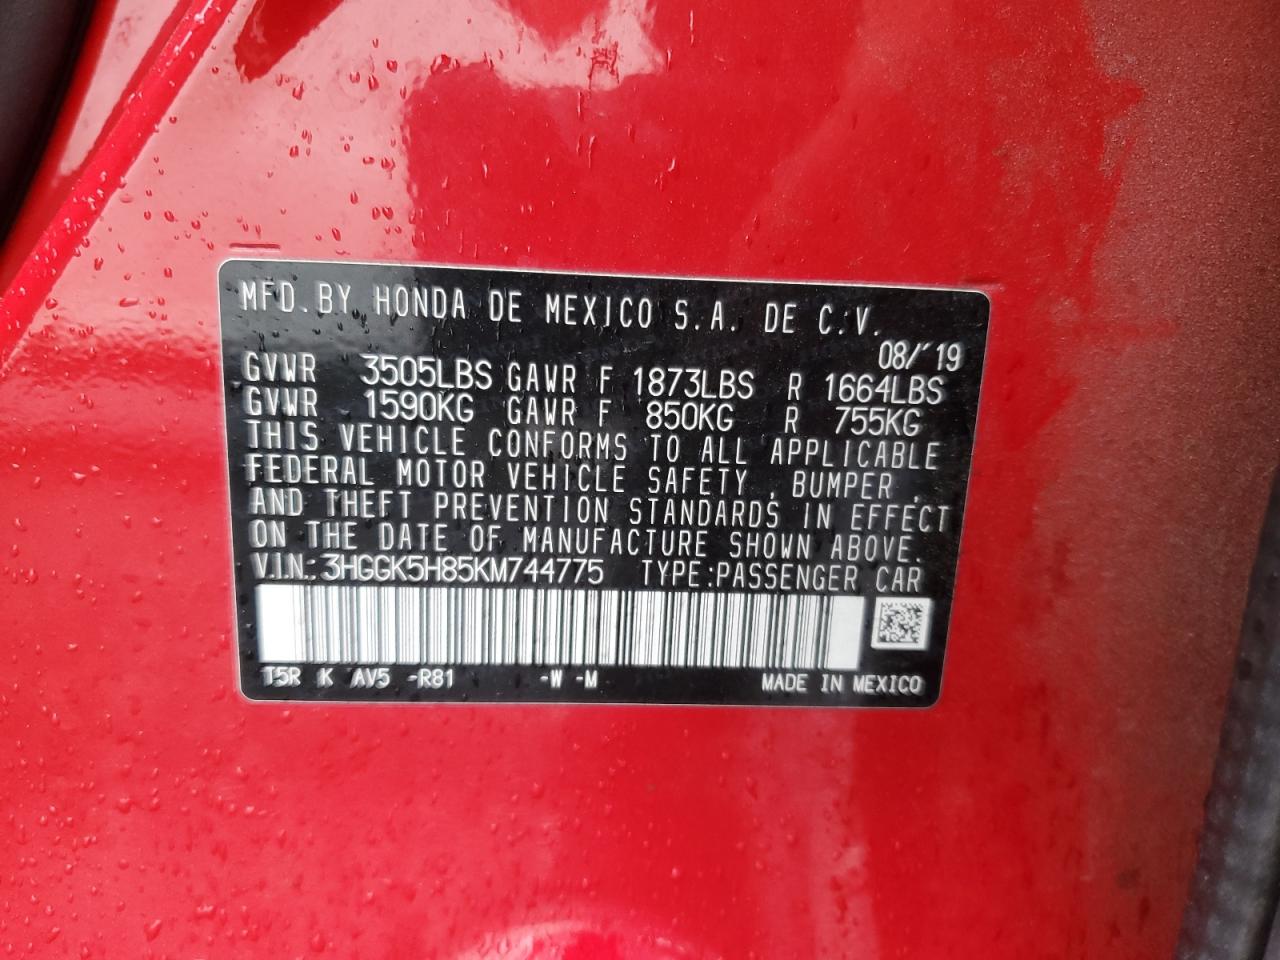 MFD. BY HONDA DE MEXICO S.A. DE C.V.
08/'19
GVWR 3505LBS GAWR F 1873LBS R 1664LBS
GVWR 1590KG GAWR F 850KG R 755KG
THIS VEHICLE CONFORMS TO ALL APPLICABLE
FEDERAL MOTOR VEHICLE SAFETY , BUMPER ,
AND THEFT PREVENTION STANDARDS IN EFFECT
ON THE DATE OF MANUFACTURE SHOWN ABOVE.
V.I.N.: 3HGGK5H85KM744775 TYPE:PASSENGER CAR
T5R K AV5 -R81 -W -M MADE IN MEXICO